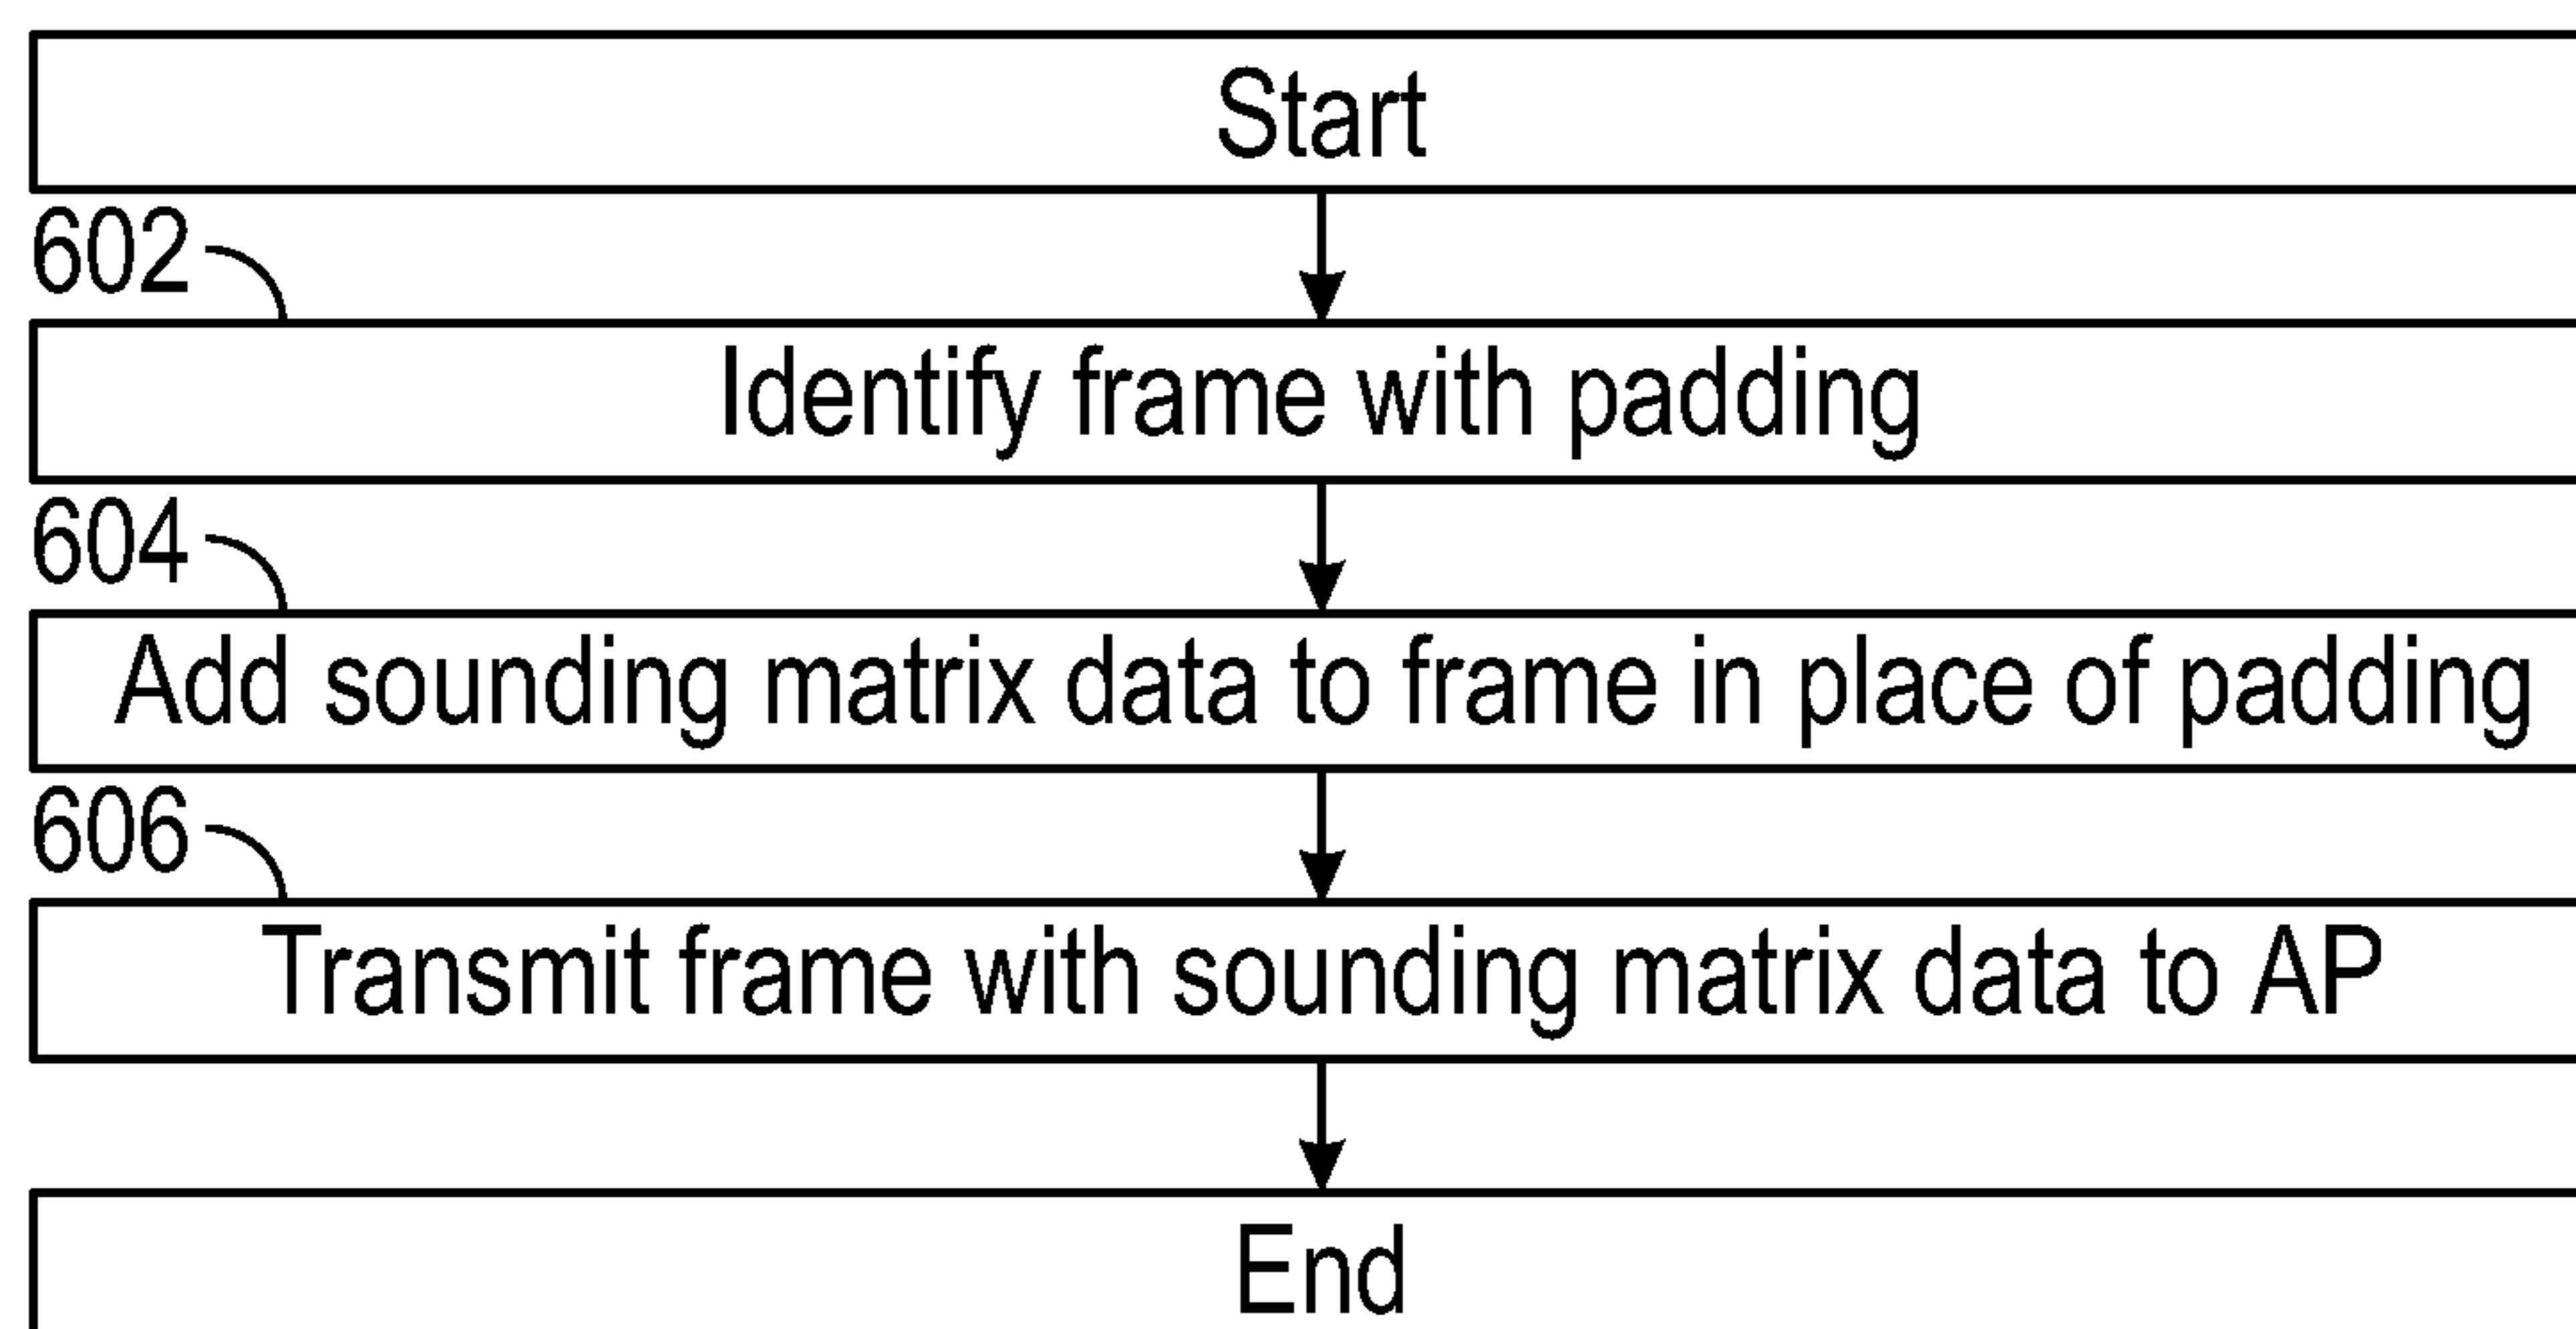 Start
602
Identify frame with padding
604
Add sounding matrix data to frame in place of padding
606
Transmit frame with sounding matrix data to AP
End